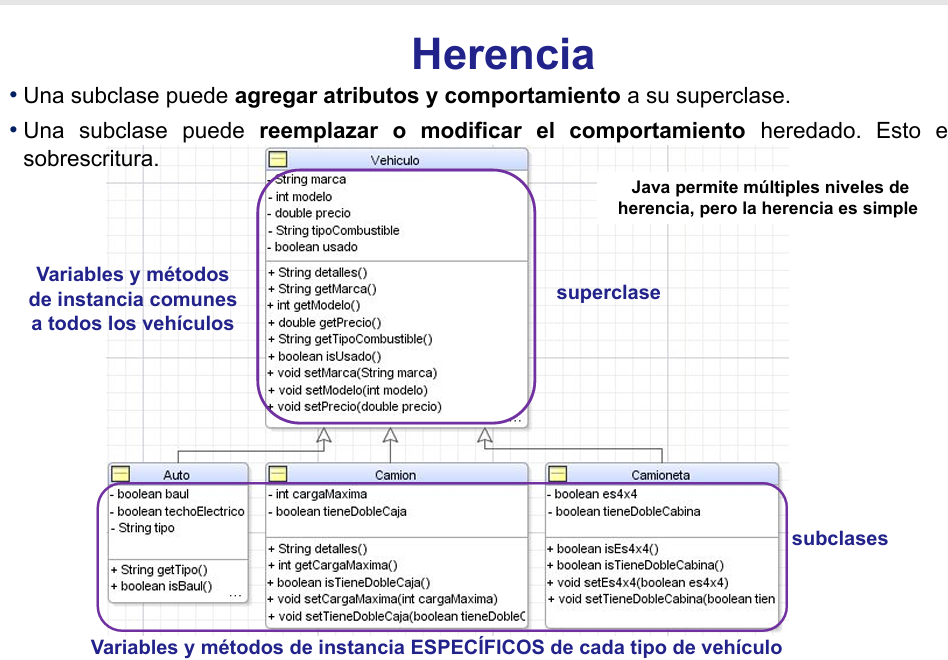 Herencia
• Una subclase puede agregar atributos y comportamiento a su superclase.
• Una subclase puede reemplazar o modificar el comportamiento heredado. Esto e
sobrescritura.
Vehiculo
- String marca
- int modelo
- double precio
- String tipoCombustible
- boolean usado
+ String detalles()
+ String getMarca()
+ int getModelo()
+ double getPrecio()
+ String getTipoCombustible()
+ boolean isUsado()
+ void setMarca(String marca)
+ void setModelo(int modelo)
+ void setPrecio(double precio)
...
Java permite múltiples niveles de
herencia, pero la herencia es simple
Variables y métodos
de instancia comunes
a todos los vehículos
superclase
Auto
- boolean baul
- boolean techoElectrico
- String tipo
+ String getTipo()
+ boolean isBaul()
...
Camion
- int cargaMaxima
- boolean tieneDobleCaja
+ String detalles()
+ int getCargaMaxima()
+ boolean isTieneDobleCaja()
+ void setCargaMaxima(int cargaMaxima)
+ void setTieneDobleCaja(boolean tieneDobleC
Camioneta
- boolean es4x4
- boolean tieneDobleCabina
+ boolean isEs4x4()
+ boolean isTieneDobleCabina()
+ void setEs4x4(boolean es4x4)
+ void setTieneDobleCabina(boolean tien
subclases
Variables y métodos de instancia ESPECÍFICOS de cada tipo de vehículo